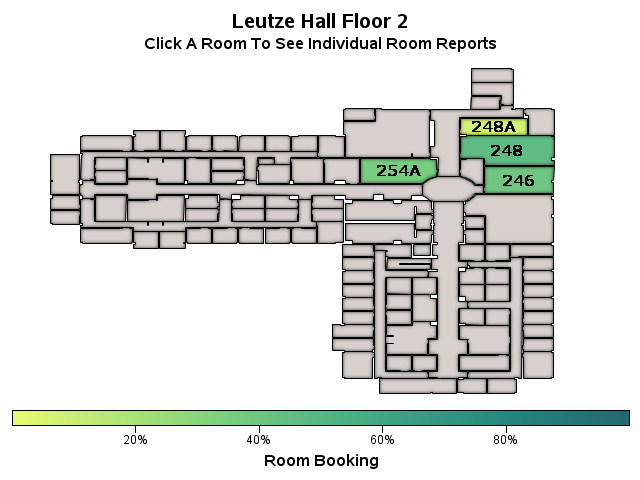 Leutze Hall Floor 2
Click A Room To See Individual Room Reports
248A
248
254A
246
20%
40%
60%
80%
Room Booking